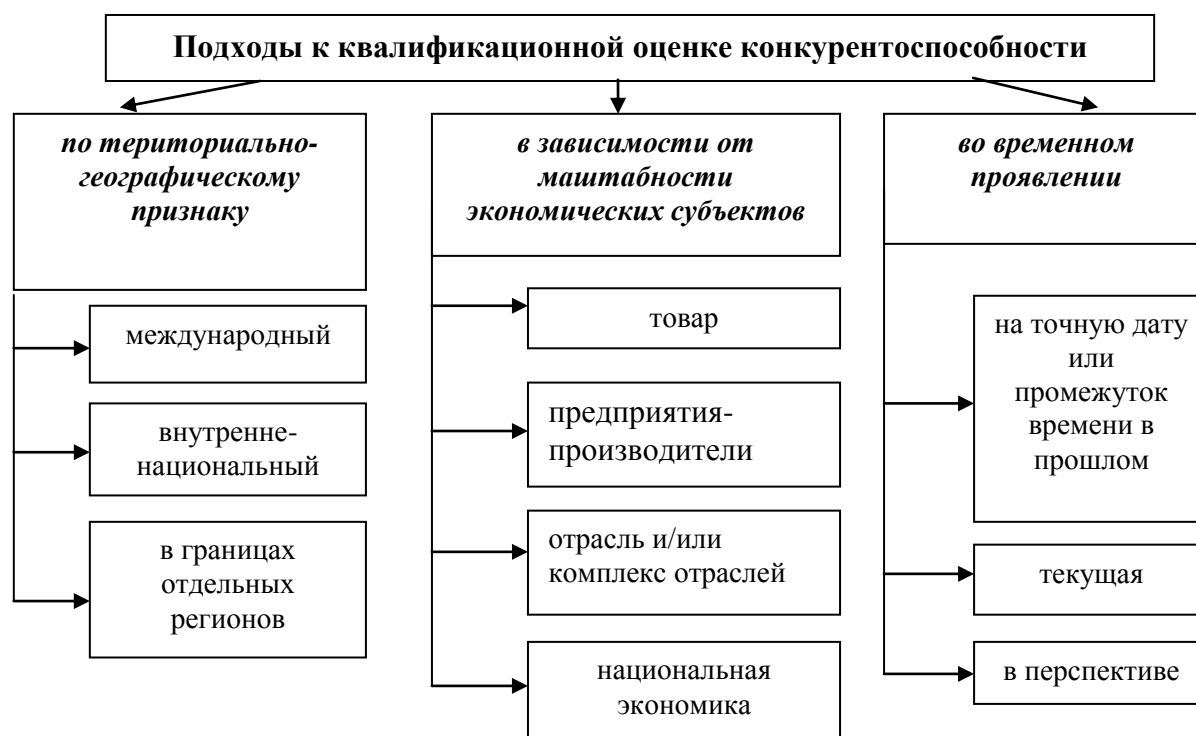 Подходы к квалификационной оценке конкурентоспособности
по териториально-
географическому
признаку
международный
внутренне-
национальный
в границах
отдельных
регионов
в зависимости от
маштабности
экономических субъектов
товар
предприятия-
производители
отрасль и/или
комплекс отраслей
национальная
экономика
во временном
проявлении
на точную дату
или
промежуток
времени в
прошлом
текущая
в перспективе